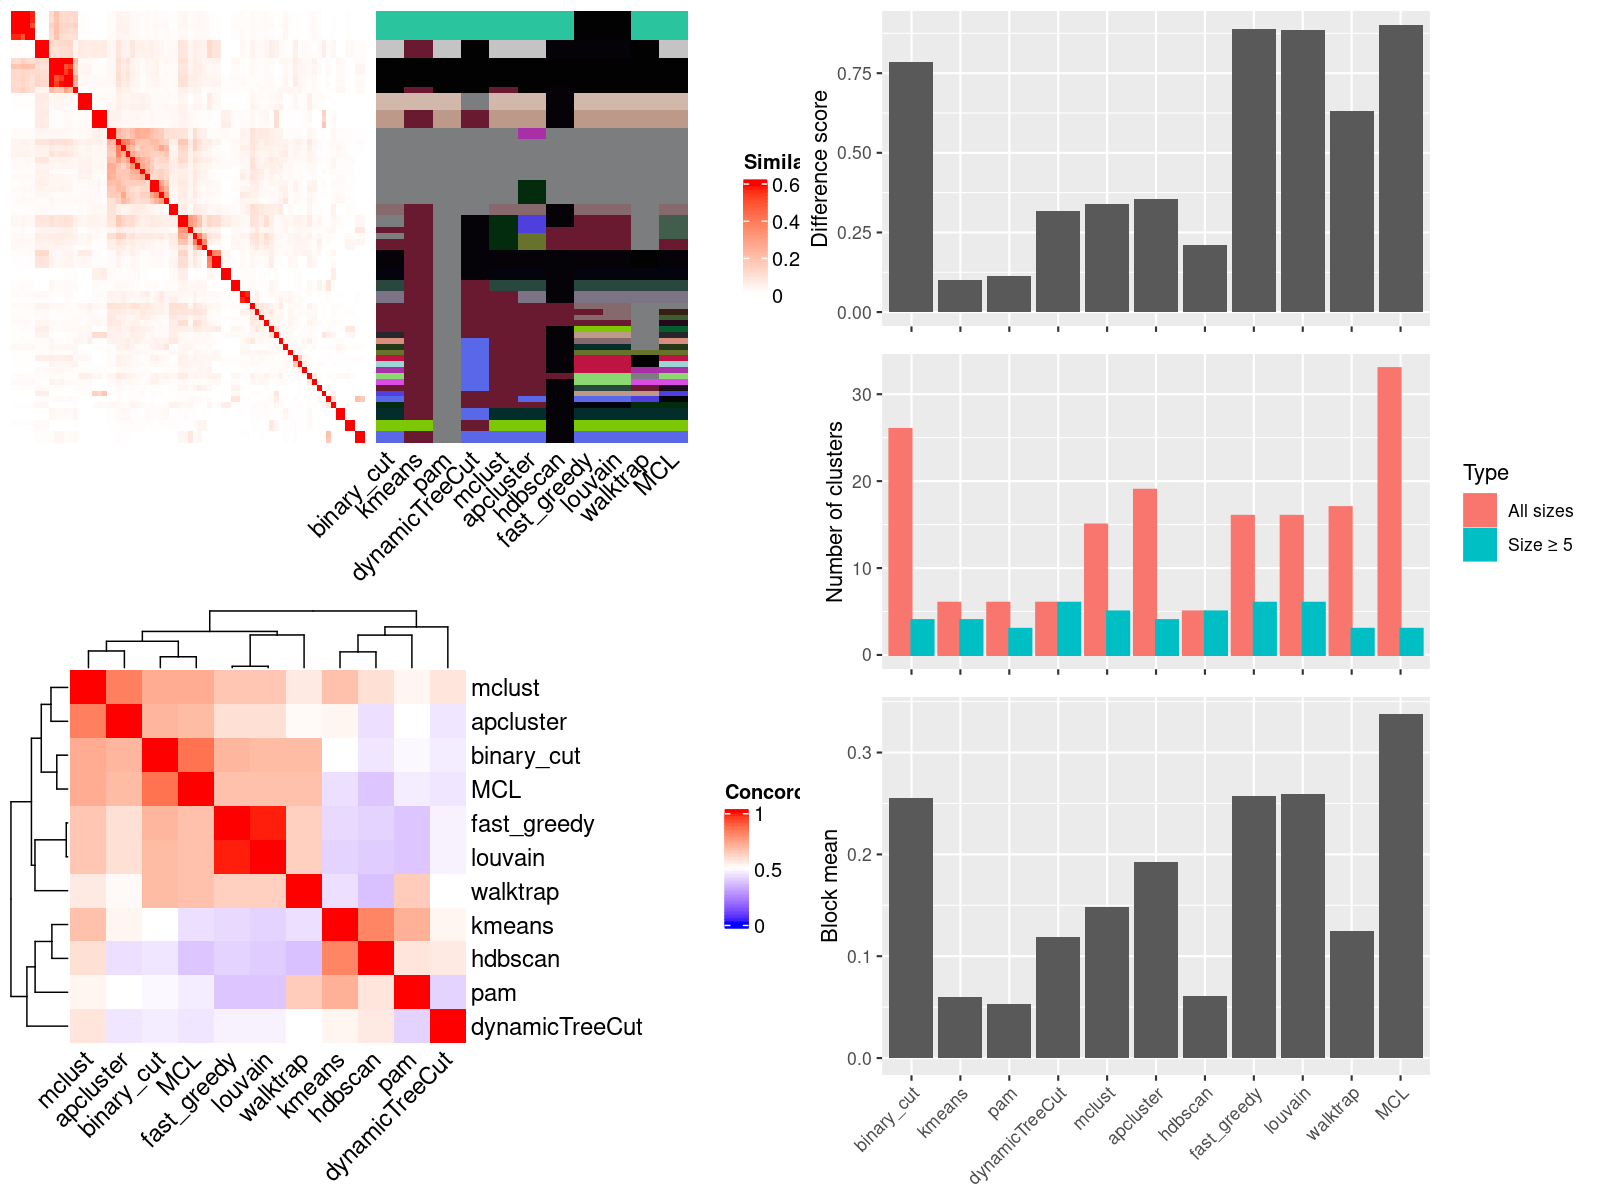 Simila
0.6
0.4
0.2
0
binary_cut
kmeans
pam
dynamicTreeCut
mclust
apcluster
hdbscan
fast_greedy
louvain
walktrap
MCL
Difference score
0.75
0.50
0.25
0.00
Number of clusters
30
20
10
0
Type
All sizes
Size ≥ 5
mclust
apcluster
binary_cut
MCL
fast_greedy
louvain
walktrap
kmeans
hdbscan
pam
dynamicTreeCut
mclust
apcluster
binary_cut
MCL
fast_greedy
louvain
walktrap
kmeans
hdbscan
pam
dynamicTreeCut
Concord
1
0.5
0
Block mean
0.3
0.2
0.1
0.0
binary_cut
kmeans
pam
dynamicTreeCut
mclust
apcluster
hdbscan
fast_greedy
louvain
walktrap
MCL